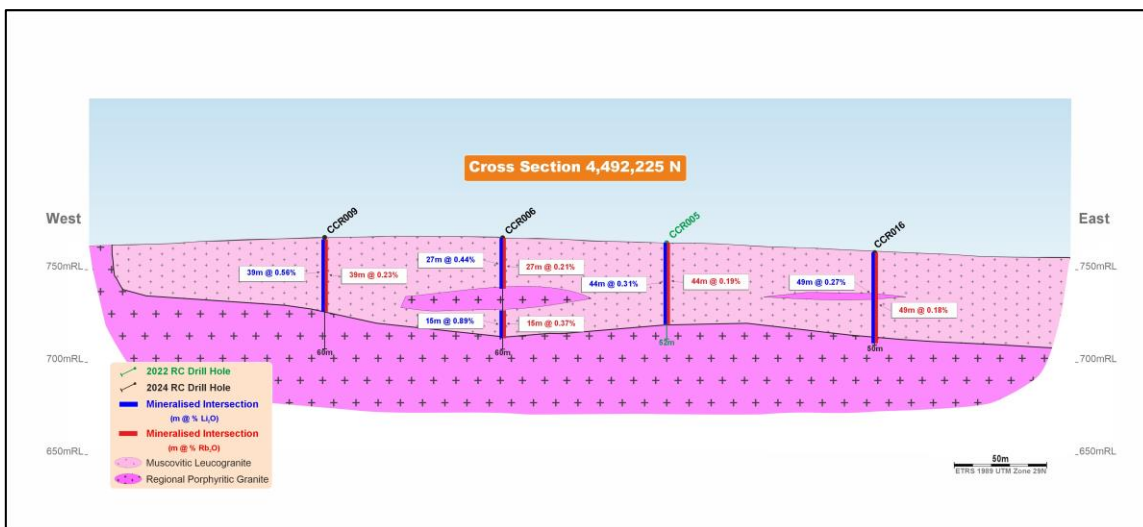 Cross Section 4,492,225 N
West
East
CCR009
CCR006
CCR005
CCR016
750mRL
750mRL
39m @ 0.56%
39m @ 0.23%
27m @ 0.44%
27m @ 0.21%
44m @ 0.31%
44m @ 0.19%
49m @ 0.27%
49m @ 0.18%
15m @ 0.89%
15m @ 0.37%
60m
60m
52m
50m
700mRL
700mRL
650mRL
650mRL
2022 RC Drill Hole
2024 RC Drill Hole
Mineralised Intersection
(m @ % Li₂O)
Mineralised Intersection
(m @ % Rb₂O)
Muscovitic Leucogranite
Regional Porphyritic Granite
50m
ETRS 1989 UTM Zone 29N